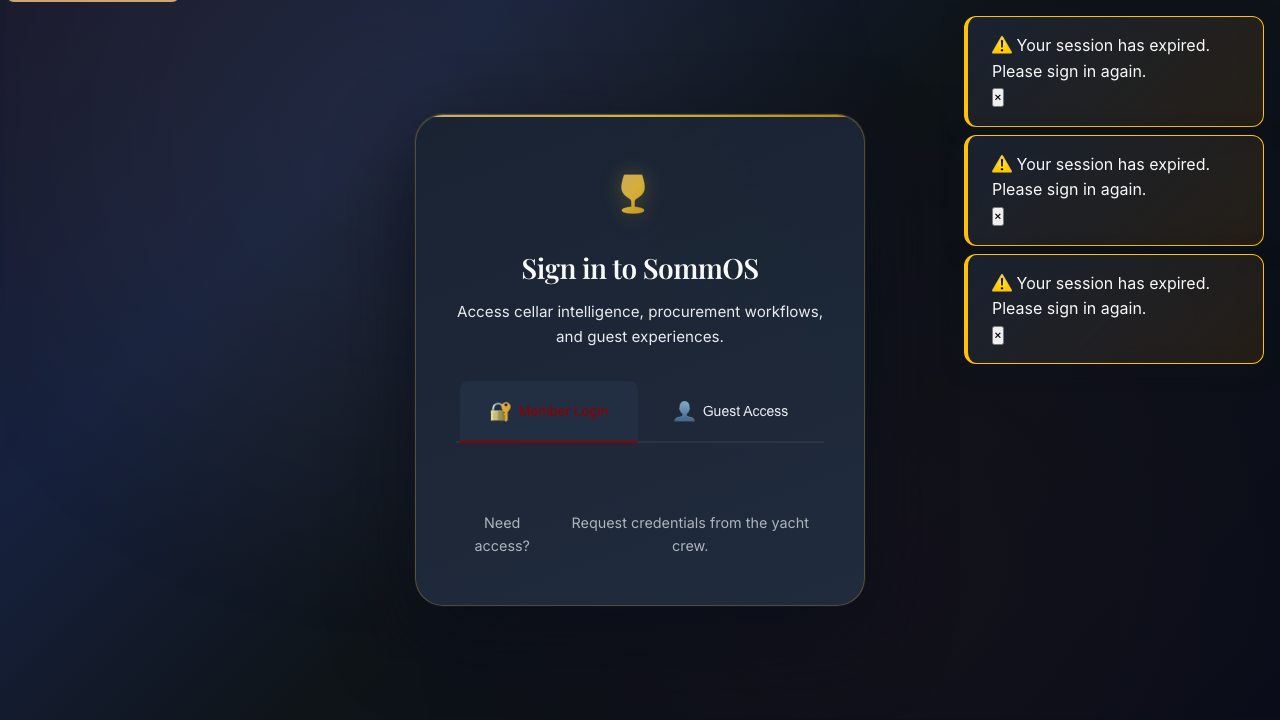 Sign in to SommOS
Access cellar intelligence, procurement workflows,
and guest experiences.
🔐 Member Login
👤 Guest Access
Need
access?
Request credentials from the yacht
crew.
⚠️ Your session has expired.
Please sign in again.
×
⚠️ Your session has expired.
Please sign in again.
×
⚠️ Your session has expired.
Please sign in again.
×